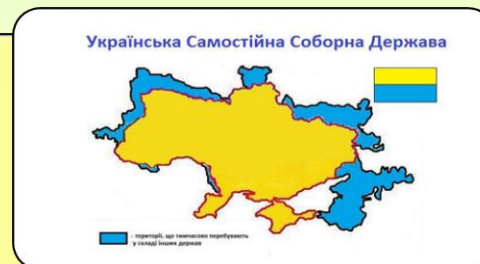 Українська Самостійна Соборна Держава
- території, що тимчасово перебувають
у складі інших держав